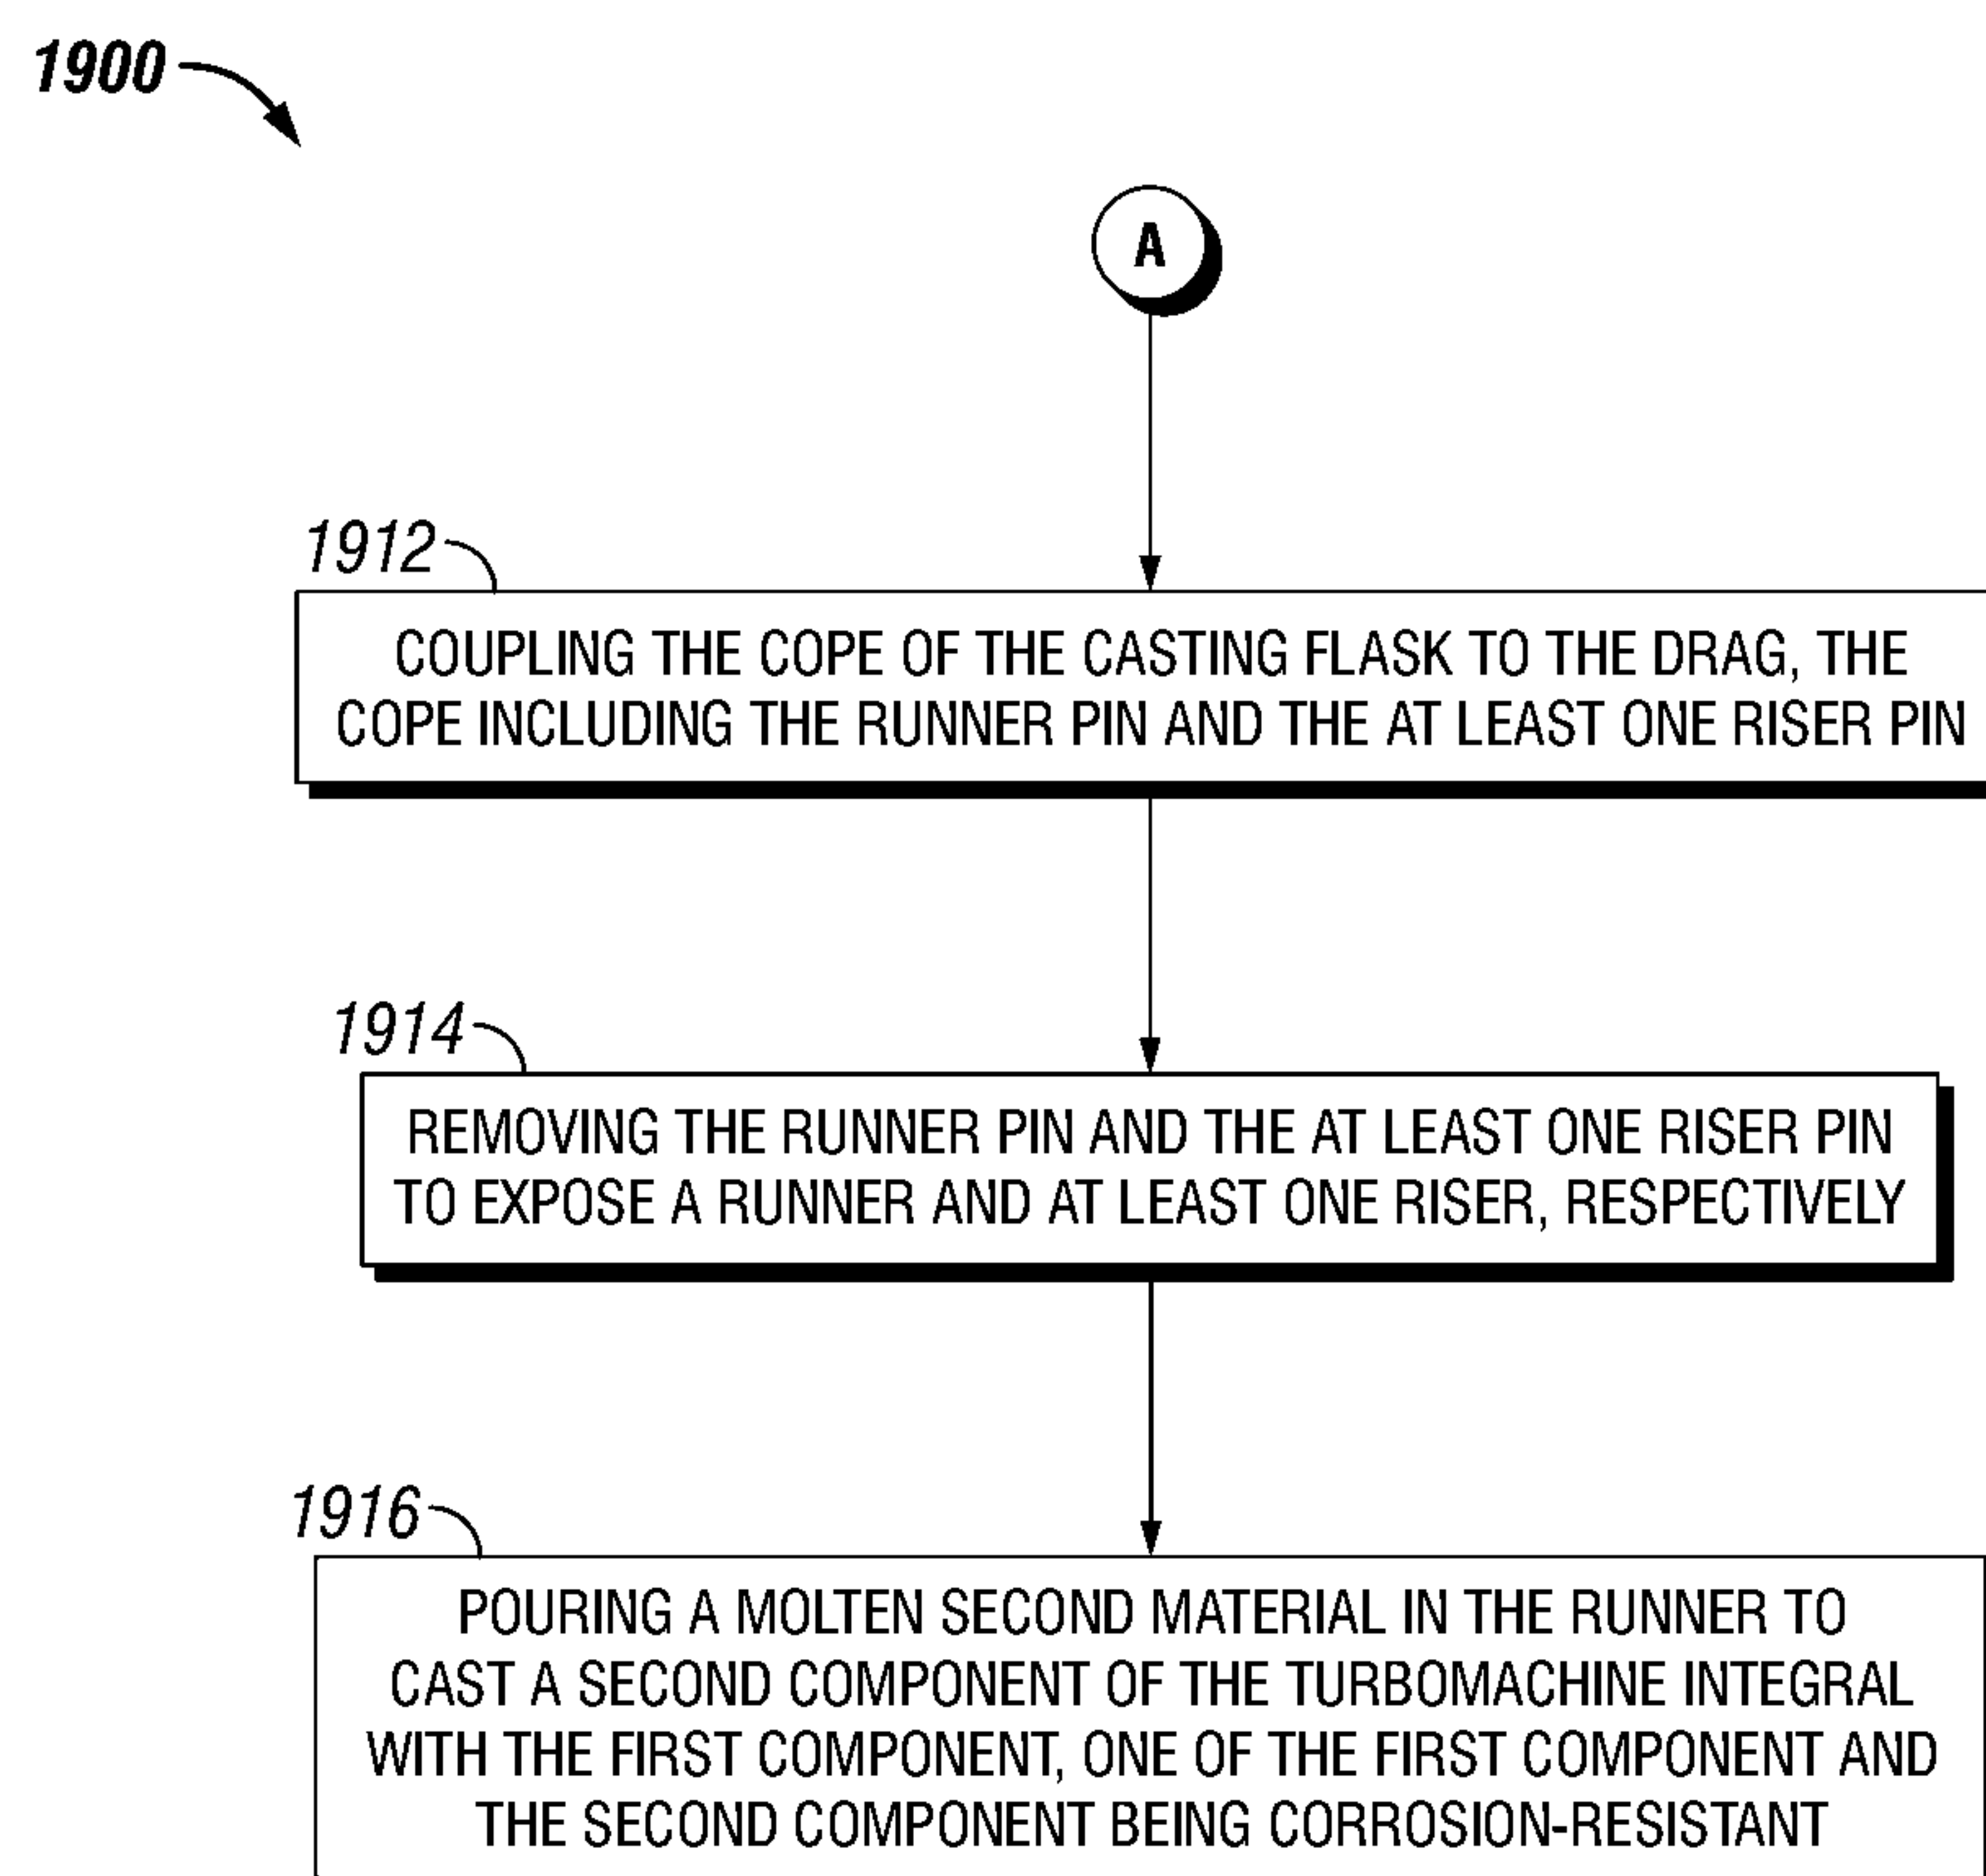 1900
A
1912
COUPLING THE COPE OF THE CASTING FLASK TO THE DRAG, THE
COPE INCLUDING THE RUNNER PIN AND THE AT LEAST ONE RISER PIN
1914
REMOVING THE RUNNER PIN AND THE AT LEAST ONE RISER PIN
TO EXPOSE A RUNNER AND AT LEAST ONE RISER, RESPECTIVELY
1916
POURING A MOLTEN SECOND MATERIAL IN THE RUNNER TO
CAST A SECOND COMPONENT OF THE TURBOMACHINE INTEGRAL
WITH THE FIRST COMPONENT, ONE OF THE FIRST COMPONENT AND
THE SECOND COMPONENT BEING CORROSION-RESISTANT